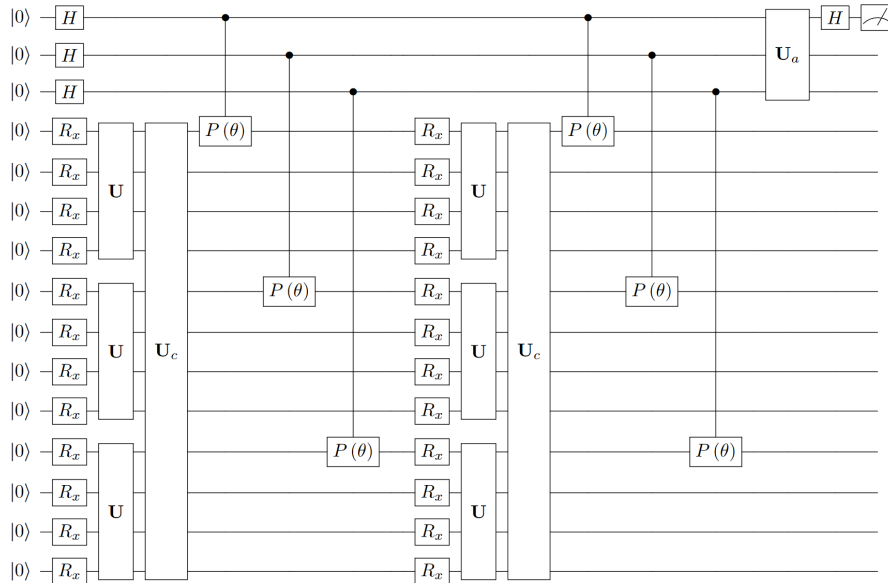 |0⟩ H H
|0⟩ H U_a
|0⟩ H
|0⟩ R_x P (θ) R_x P (θ)
|0⟩ R_x R_x
U U
|0⟩ R_x R_x
|0⟩ R_x R_x
|0⟩ R_x P (θ) R_x P (θ)
|0⟩ R_x R_x
U U_c U U_c
|0⟩ R_x R_x
|0⟩ R_x R_x
|0⟩ R_x P (θ) R_x P (θ)
|0⟩ R_x R_x
U U
|0⟩ R_x R_x
|0⟩ R_x R_x